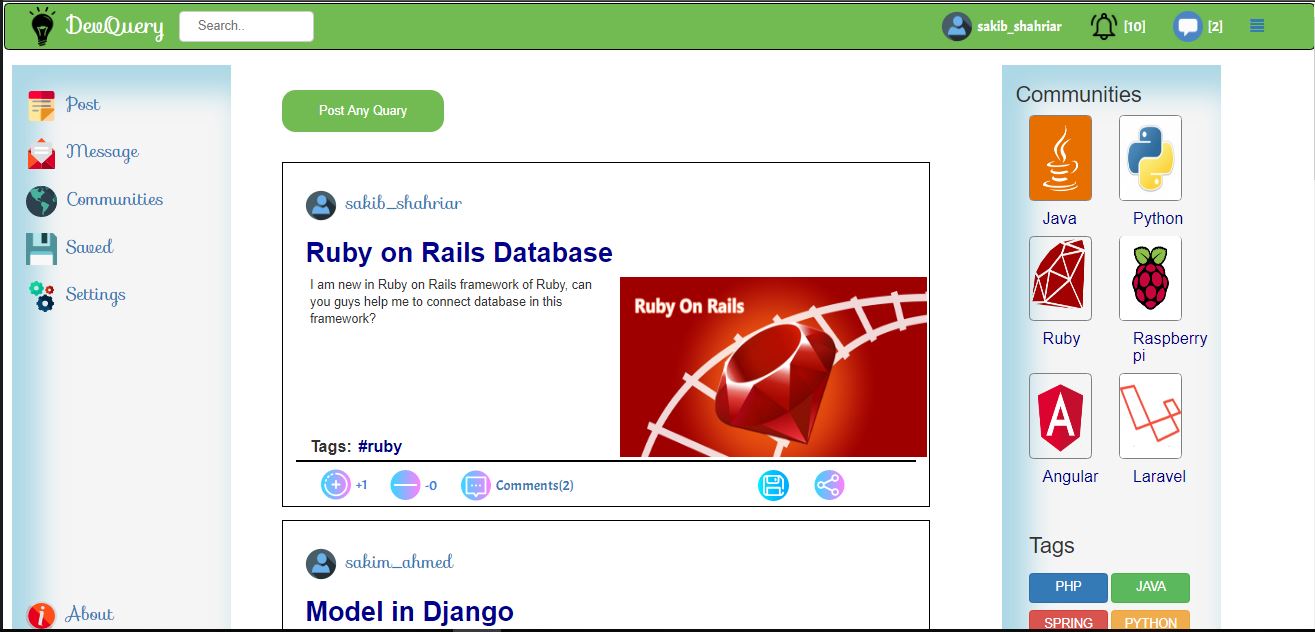 DevQuery
Search..
sakib_shahriar
[10]
[2]
Post
Message
Communities
Saved
Settings
About
Post Any Quary
sakib_shahriar
Ruby on Rails Database
I am new in Ruby on Rails framework of Ruby, can
you guys help me to connect database in this
framework?
Ruby On Rails
Tags: #ruby
+1
-0
Comments(2)
sakim_ahmed
Model in Django
Communities
Java
Python
Ruby
Raspberry
pi
A
Angular
Laravel
Tags
PHP
JAVA
SPRING
PYTHON